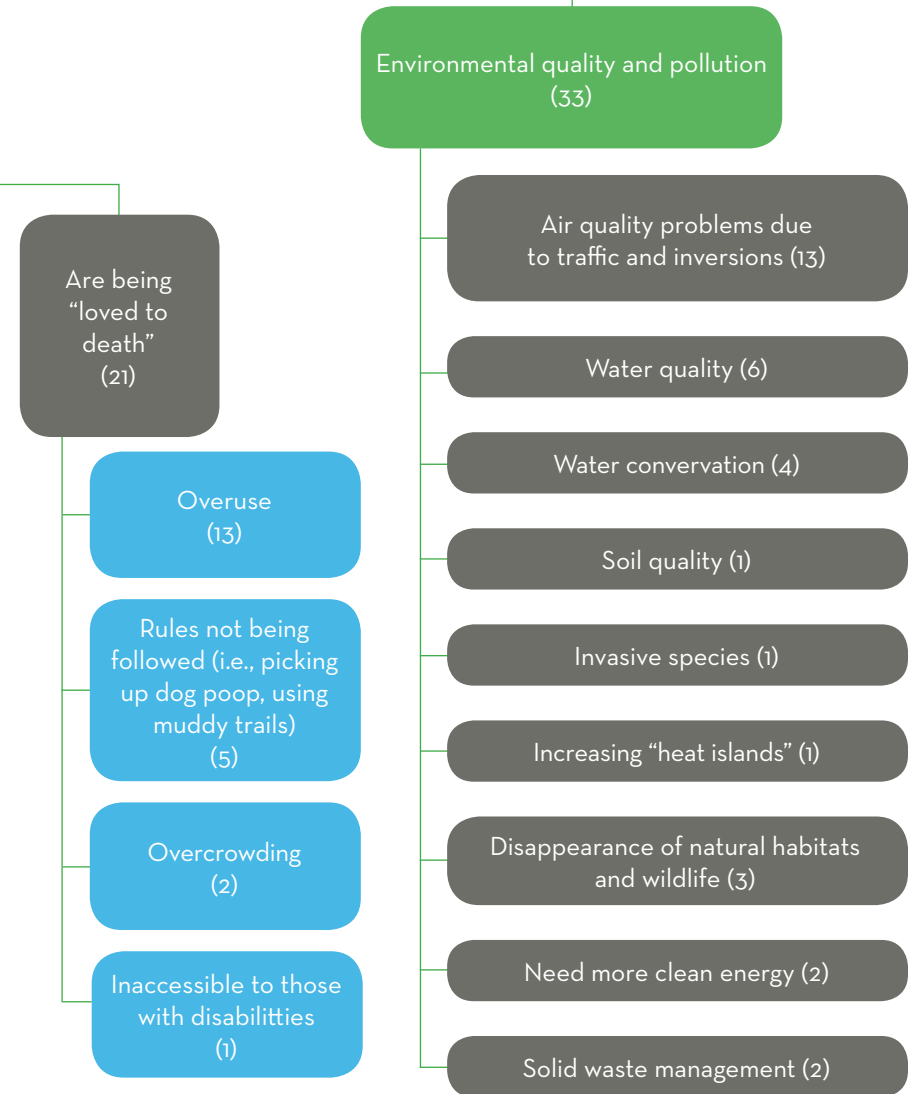 Environmental quality and pollution
(33)
Are being
“loved to
death”
(21)
Overuse
(13)
Rules not being
followed (i.e., picking
up dog poop, using
muddy trails)
(5)
Overcrowding
(2)
Inaccessible to those
with disabilitties
(1)
Air quality problems due
to traffic and inversions (13)
Water quality (6)
Water convervation (4)
Soil quality (1)
Invasive species (1)
Increasing “heat islands” (1)
Disappearance of natural habitats
and wildlife (3)
Need more clean energy (2)
Solid waste management (2)